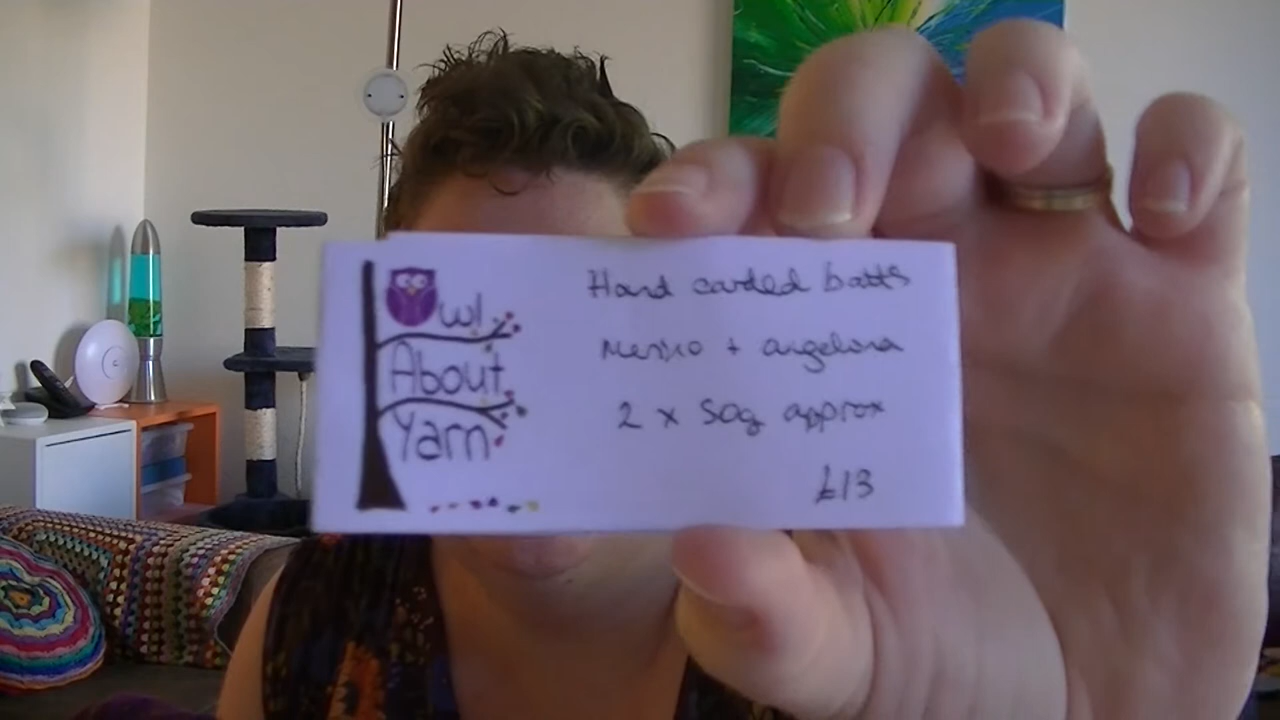 Owl
About
Yarn
Hand carded batts
Merino + angelina
2 x 50g approx
£13